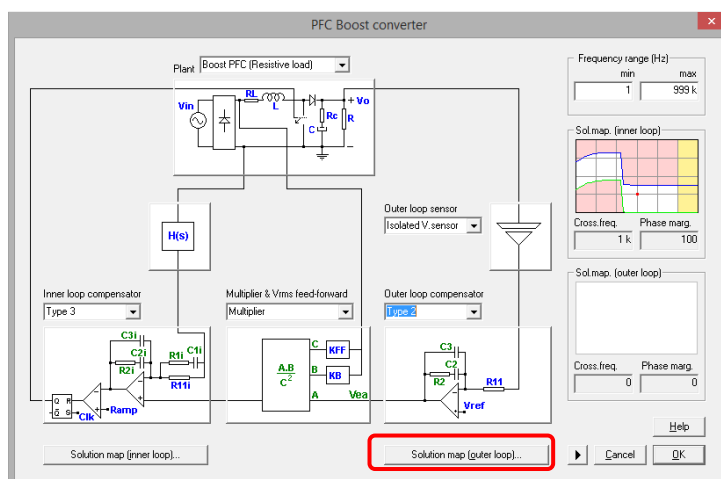 PFC Boost converter
x
Plant Boost PFC (Resistive load)
RL
L
+ Vo
Vin
Rc
R
C
−
Frequency range (Hz)
min max
1 999 k
Sol.map. (inner loop)
Cross.freq. Phase marg.
1 k 100
H(s)
Outer loop sensor
Isolated V.sensor
Sol.map. (outer loop)
Cross.freq. Phase marg.
0 0
Inner loop compensator
Type 3
Multiplier & Vrms feed-forward
Multiplier
Outer loop compensator
Type 2
C3i
C2i
R2i
R1i C1i
R11i
Q R
Q S
Clk
Ramp
A.B
C²
C KFF
B KB
A Vea
C3
C2
R2
R11
Vref
Help
Solution map (inner loop)...
Solution map (outer loop)...
Cancel OK